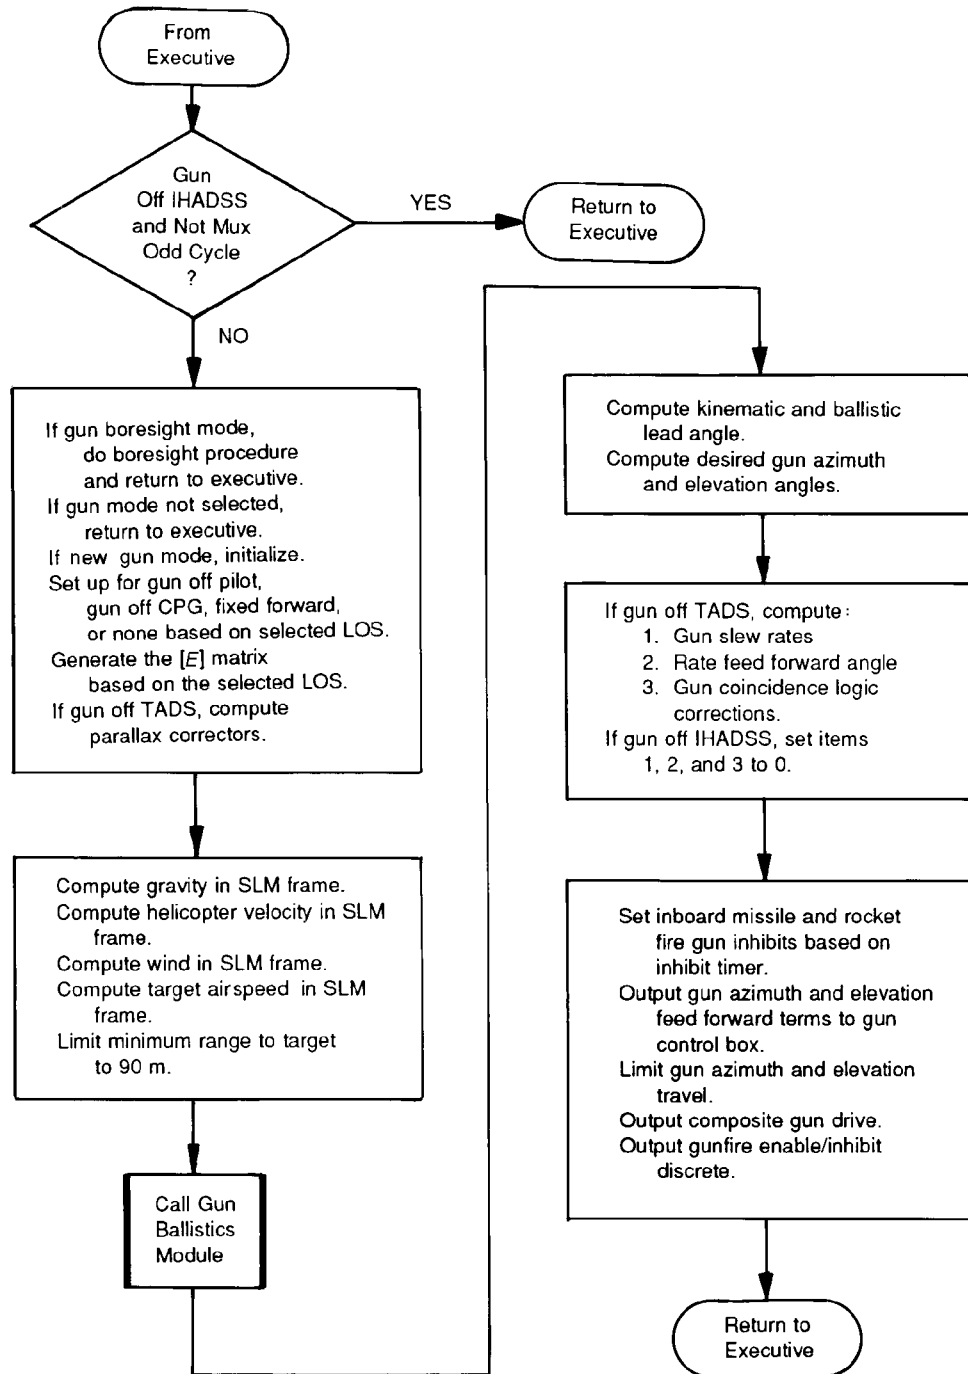 From
Executive
Gun
Off IHADSS
and Not Mux
Odd Cycle
?
YES
Return to
Executive
NO
If gun boresight mode,
do boresight procedure
and return to executive.
If gun mode not selected,
return to executive.
If new gun mode, initialize.
Set up for gun off pilot,
gun off CPG, fixed forward,
or none based on selected LOS.
Generate the [E] matrix
based on the selected LOS.
If gun off TADS, compute
parallax correctors.
Compute gravity in SLM frame.
Compute helicopter velocity in SLM
frame.
Compute wind in SLM frame.
Compute target airspeed in SLM
frame.
Limit minimum range to target
to 90 m.
Call Gun
Ballistics
Module
Compute kinematic and ballistic
lead angle.
Compute desired gun azimuth
and elevation angles.
If gun off TADS, compute:
1. Gun slew rates
2. Rate feed forward angle
3. Gun coincidence logic
corrections.
If gun off IHADSS, set items
1, 2, and 3 to 0.
Set inboard missile and rocket
fire gun inhibits based on
inhibit timer.
Output gun azimuth and elevation
feed forward terms to gun
control box.
Limit gun azimuth and elevation
travel.
Output composite gun drive.
Output gunfire enable/inhibit
discrete.
Return to
Executive